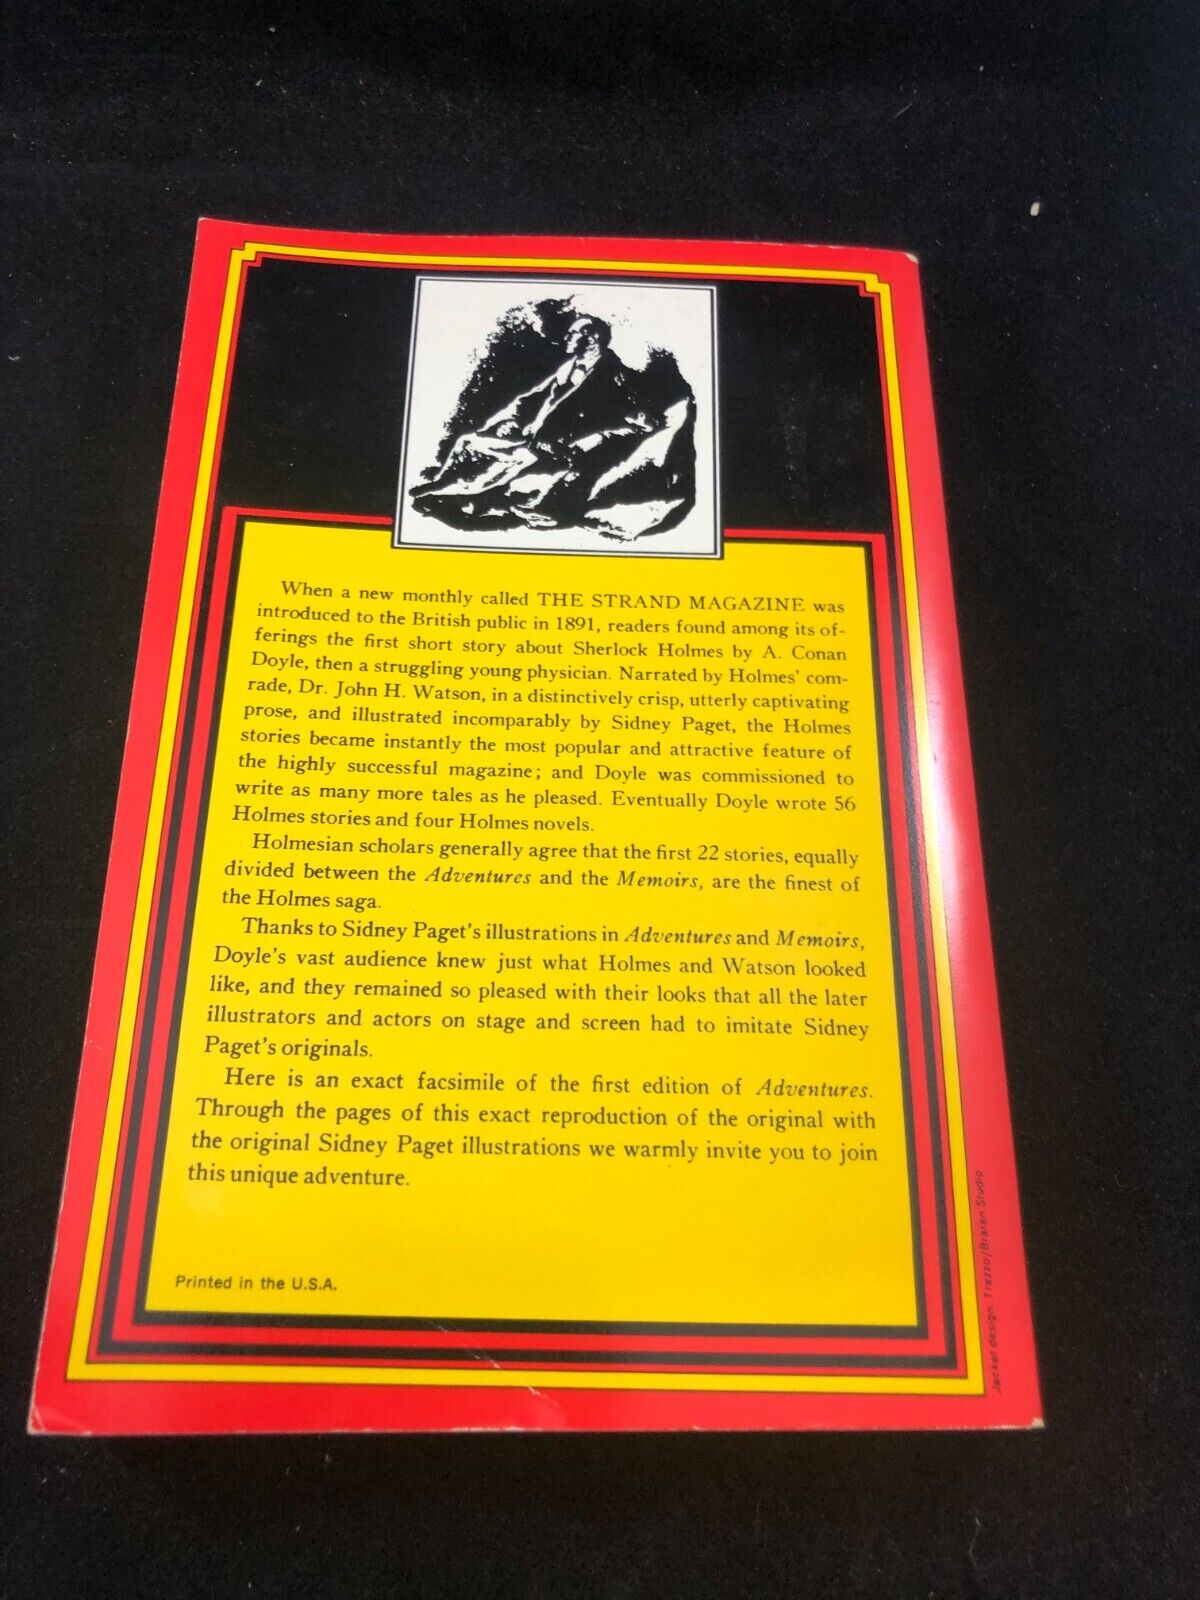 When a new monthly called THE STRAND MAGAZINE was
introduced to the British public in 1891, readers found among its of-
ferings the first short story about Sherlock Holmes by A. Conan
Doyle, then a struggling young physician. Narrated by Holmes' com-
rade, Dr. John H. Watson, in a distinctively crisp, utterly captivating
prose, and illustrated incomparably by Sidney Paget, the Holmes
stories became instantly the most popular and attractive feature of
the highly successful magazine; and Doyle was commissioned to
write as many more tales as he pleased. Eventually Doyle wrote 56
Holmes stories and four Holmes novels.
Holmesian scholars generally agree that the first 22 stories, equally
divided between the Adventures and the Memoirs, are the finest of
the Holmes saga.
Thanks to Sidney Paget's illustrations in Adventures and Memoirs,
Doyle's vast audience knew just what Holmes and Watson looked
like, and they remained so pleased with their looks that all the later
illustrators and actors on stage and screen had to imitate Sidney
Paget's originals.
Here is an exact facsimile of the first edition of Adventures.
Through the pages of this exact reproduction of the original with
the original Sidney Paget illustrations we warmly invite you to join
this unique adventure.
Printed in the U.S.A.
Jacket design Trezzo/Braren Studio